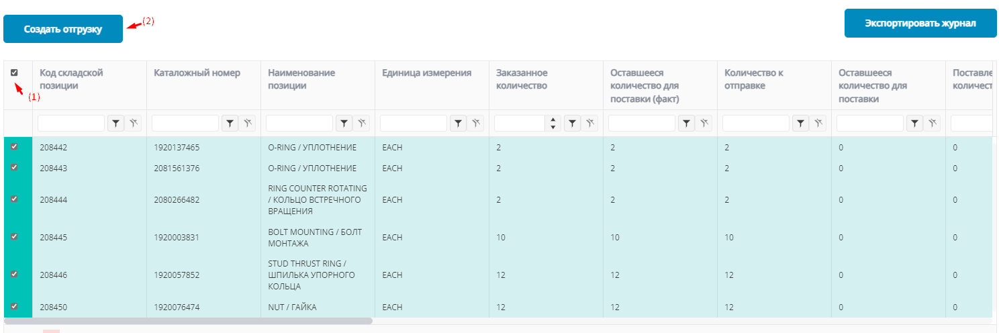 Создать отгрузку
(2)
Экспортировать журнал
(1)
Код складской
позиции
Каталожный номер
Наименование
позиции
Единица измерения
Заказанное
количество
Оставшееся
количество для
поставки (факт)
Количество к
отправке
Оставшееся
количество для
поставки
Поставле
количест
208442 1920137465 O-RING / УПЛОТНЕНИЕ EACH 2 2 2 0 0
208443 2081561376 O-RING / УПЛОТНЕНИЕ EACH 2 2 2 0 0
RING COUNTER ROTATING
208444 2080266482 / КОЛЬЦО ВСТРЕЧНОГО EACH 2 2 2 0 0
ВРАЩЕНИЯ
BOLT MOUNTING / БОЛТ
208445 1920003831 EACH 10 10 10 0 0
МОНТАЖА
STUD THRUST RING /
208446 1920057852 ШПИЛЬКА УПОРНОГО EACH 12 12 12 0 0
КОЛЬЦА
208450 1920076474 NUT / ГАЙКА EACH 12 12 12 0 0